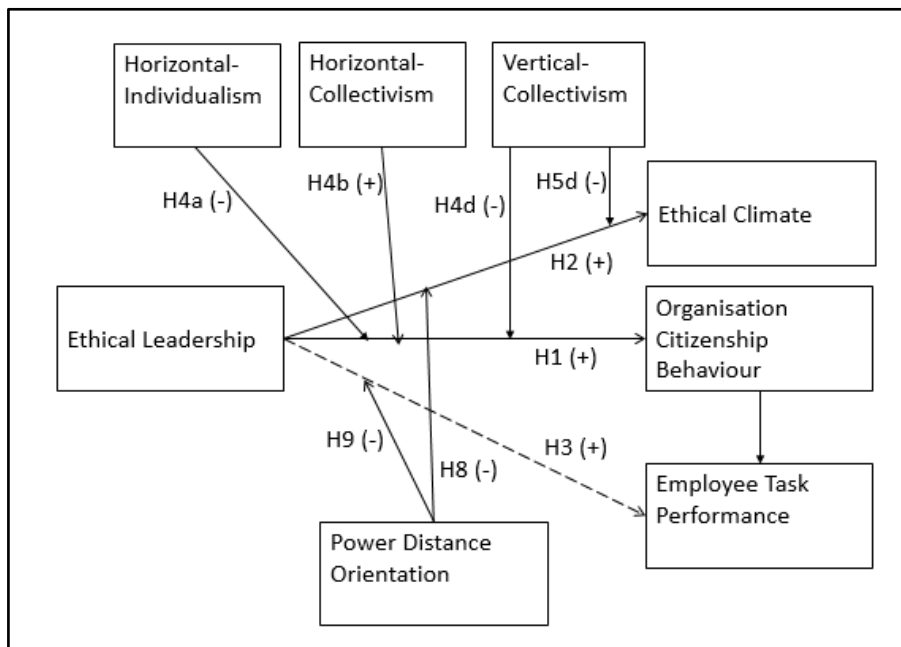 Horizontal-
Individualism
Horizontal-
Collectivism
Vertical-
Collectivism
H4a (-)
H4b (+)
H4d (-)
H5d (-)
Ethical Climate
H2 (+)
Ethical Leadership
Organisation
Citizenship
Behaviour
H1 (+)
H9 (-)
H8 (-)
H3 (+)
Employee Task
Performance
Power Distance
Orientation